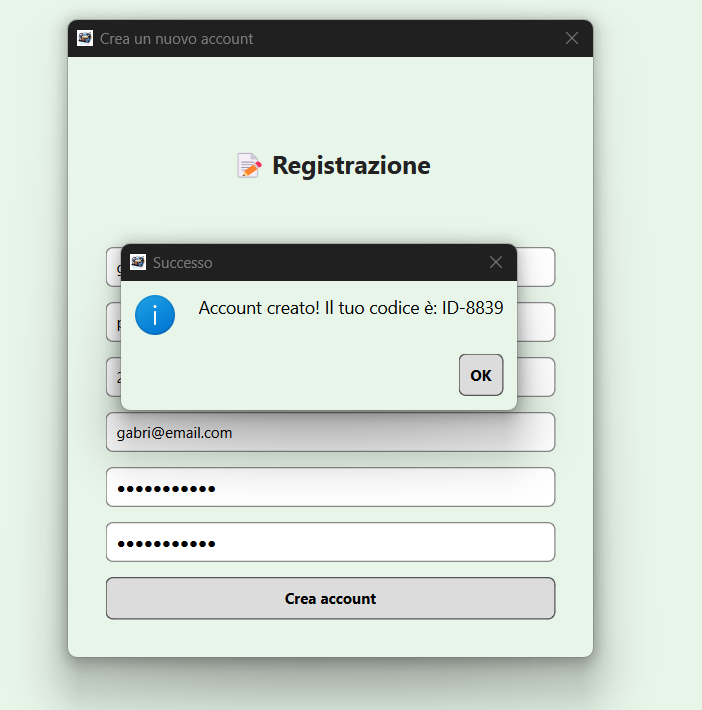 Crea un nuovo account
Registrazione
Successo
Account creato! Il tuo codice è: ID-8839
OK
gabri@email.com
●●●●●●●●●●●
●●●●●●●●●●●
Crea account